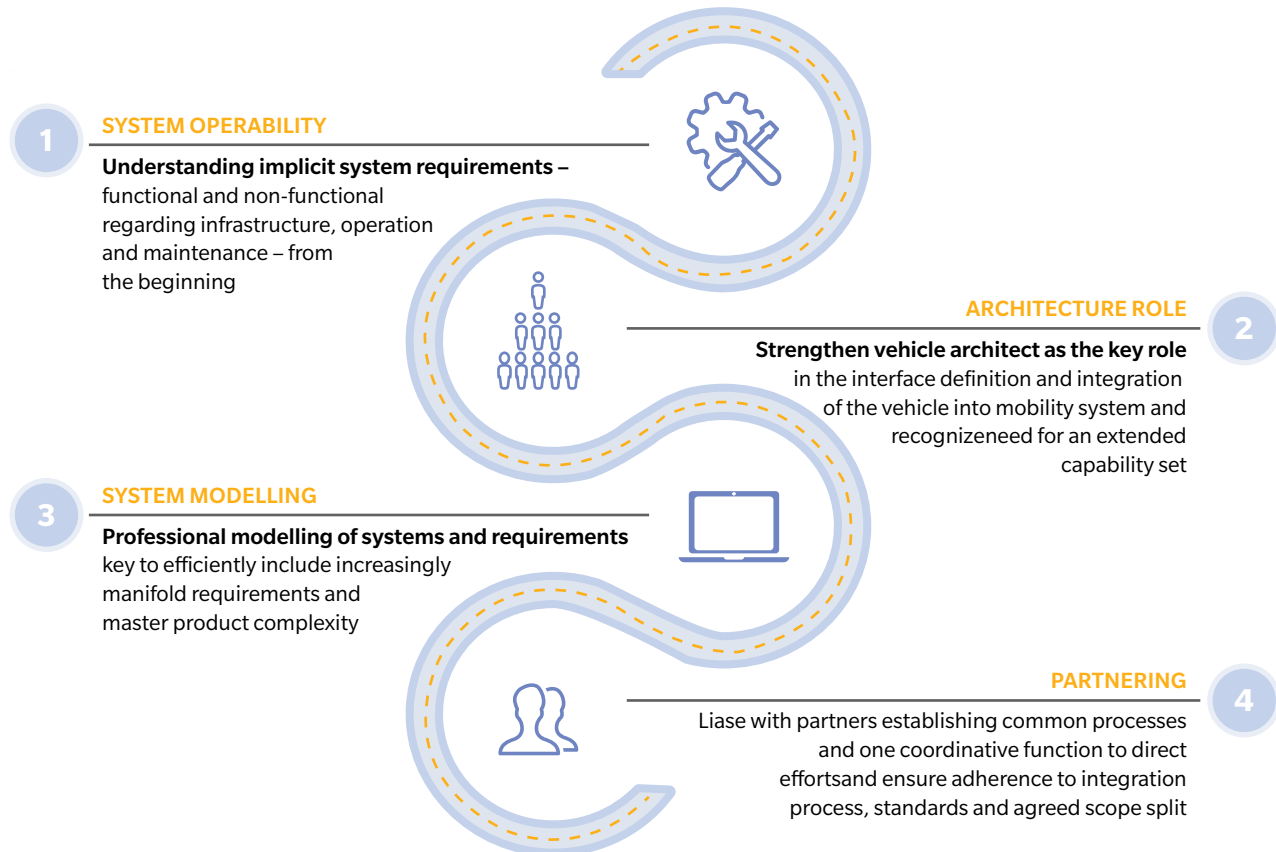 1
SYSTEM OPERABILITY
Understanding implicit system requirements –
functional and non-functional
regarding infrastructure, operation
and maintenance – from
the beginning
2
ARCHITECTURE ROLE
Strengthen vehicle architect as the key role
in the interface definition and integration
of the vehicle into mobility system and
recognizeneed for an extended
capability set
3
SYSTEM MODELLING
Professional modelling of systems and requirements
key to efficiently include increasingly
manifold requirements and
master product complexity
4
PARTNERING
Liase with partners establishing common processes
and one coordinative function to direct
effortsand ensure adherence to integration
process, standards and agreed scope split